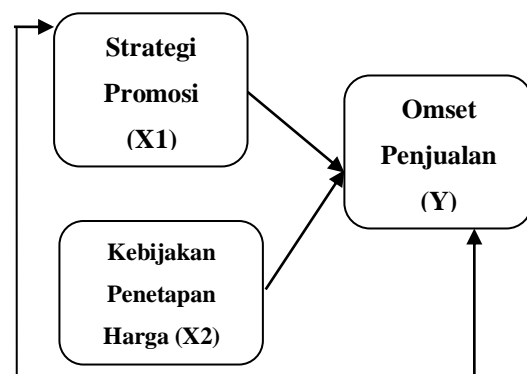 Strategi
Promosi
(X1)
Omset
Penjualan
(Y)
Kebijakan
Penetapan
Harga (X2)